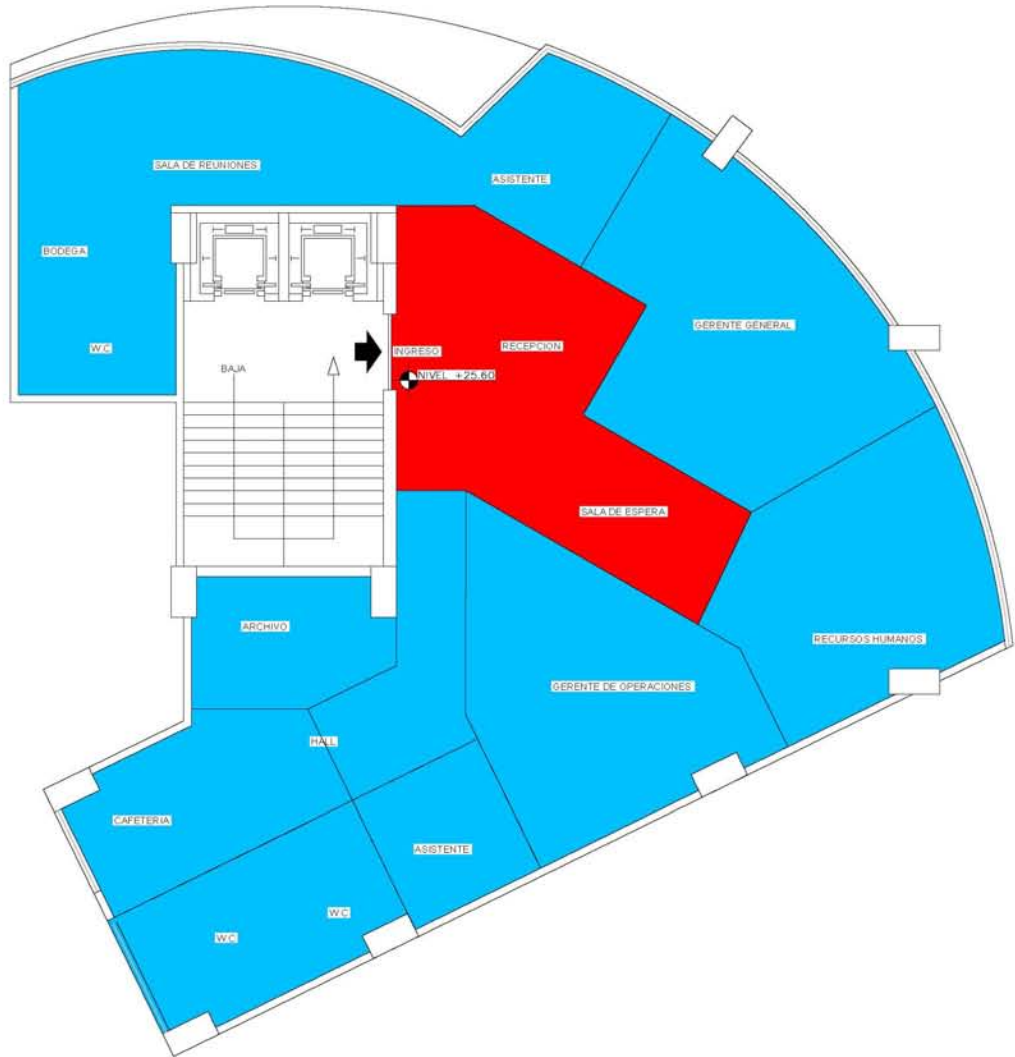 SALA DE REUNIONES
ASISTENTE
BODEGA
GERENTE GENERAL
W.C
INGRESO
RECEPCION
BAJA
NIVEL +25.60
SALA DE ESPERA
ARCHIVO
RECURSOS HUMANOS
GERENTE DE OPERACIONES
HALL
CAFETERIA
ASISTENTE
W.C
W.C